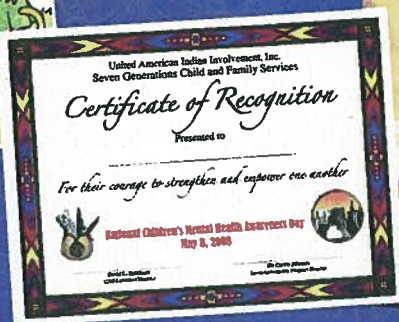 United American Indian Involvement, Inc.
Seven Generations Child and Family Services
Certificate of Recognition
Presented to
For their courage to strengthen and empower one another
National Children's Mental Health Awareness Day
May 8, 2008